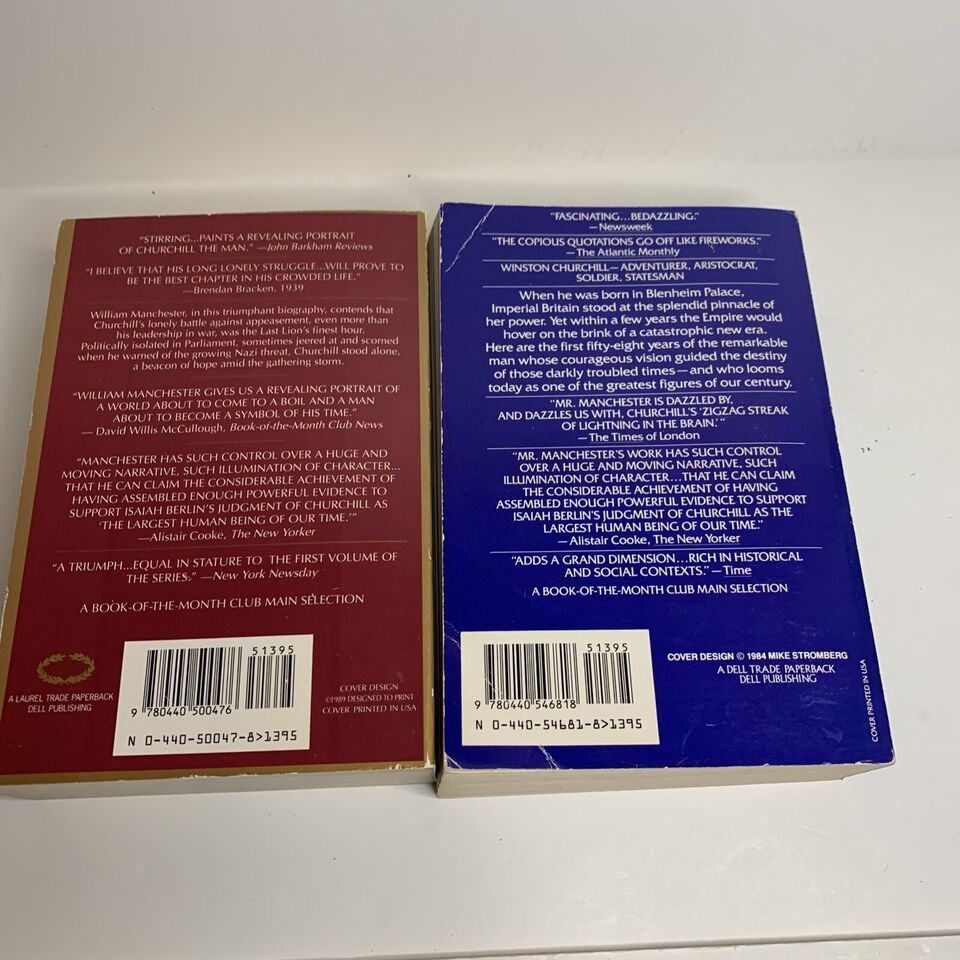 “STIRRING...PAINTS A REVEALING PORTRAIT
OF CHURCHILL THE MAN.” —John Barkham Reviews
“I BELIEVE THAT HIS LONG LONELY STRUGGLE...WILL PROVE TO
BE THE BEST CHAPTER IN HIS CROWDED LIFE.”
—Brendan Bracken, 1939
William Manchester, in this triumphant biography, contends that
Churchill's lonely battle against appeasement, even more than
his leadership in war, was the Last Lion's finest hour.
Politically isolated in Parliament, sometimes jeered at and scorned
when he warned of the growing Nazi threat, Churchill stood alone,
a beacon of hope amid the gathering storm.
“WILLIAM MANCHESTER GIVES US A REVEALING PORTRAIT OF
A WORLD ABOUT TO COME TO A BOIL AND A MAN
ABOUT TO BECOME A SYMBOL OF HIS TIME.”
— David Willis McCullough, Book-of-the-Month Club News
“MANCHESTER HAS SUCH CONTROL OVER A HUGE AND
MOVING NARRATIVE, SUCH ILLUMINATION OF CHARACTER...
THAT HE CAN CLAIM THE CONSIDERABLE ACHIEVEMENT OF
HAVING ASSEMBLED ENOUGH POWERFUL EVIDENCE TO
SUPPORT ISAIAH BERLIN'S JUDGMENT OF CHURCHILL AS
‘THE LARGEST HUMAN BEING OF OUR TIME.’”
—Alistair Cooke, The New Yorker
“A TRIUMPH...EQUAL IN STATURE TO THE FIRST VOLUME OF
THE SERIES.” —New York Newsday
A BOOK-OF-THE-MONTH CLUB MAIN SELECTION
A LAUREL TRADE PAPERBACK
DELL PUBLISHING
51395
9 780440 500476
N 0-440-50047-8>1395
COVER DESIGN
©1989 DESIGNED TO PRINT
COVER PRINTED IN USA
“FASCINATING...BEDAZZLING.”
— Newsweek
“THE COPIOUS QUOTATIONS GO OFF LIKE FIREWORKS.”
— The Atlantic Monthly
WINSTON CHURCHILL— ADVENTURER, ARISTOCRAT,
SOLDIER, STATESMAN
When he was born in Blenheim Palace,
Imperial Britain stood at the splendid pinnacle of
her power. Yet within a few years the Empire would
hover on the brink of a catastrophic new era.
Here are the first fifty-eight years of the remarkable
man whose courageous vision guided the destiny
of those darkly troubled times—and who looms
today as one of the greatest figures of our century.
“MR. MANCHESTER IS DAZZLED BY,
AND DAZZLES US WITH, CHURCHILL'S ‘ZIGZAG STREAK
OF LIGHTNING IN THE BRAIN.’”
— The Times of London
“MR. MANCHESTER'S WORK HAS SUCH CONTROL
OVER A HUGE AND MOVING NARRATIVE, SUCH
ILLUMINATION OF CHARACTER...THAT HE CAN CLAIM
THE CONSIDERABLE ACHIEVEMENT OF HAVING
ASSEMBLED ENOUGH POWERFUL EVIDENCE TO SUPPORT
ISAIAH BERLIN'S JUDGMENT OF CHURCHILL AS THE
LARGEST HUMAN BEING OF OUR TIME.”
— Alistair Cooke, The New Yorker
“ADDS A GRAND DIMENSION...RICH IN HISTORICAL
AND SOCIAL CONTEXTS.”—Time
A BOOK-OF-THE-MONTH CLUB MAIN SELECTION
51395
9 780440 546818
N 0-440-54681-8>1395
COVER DESIGN © 1984 MIKE STROMBERG
A DELL TRADE PAPERBACK
DELL PUBLISHING
COVER PRINTED IN USA